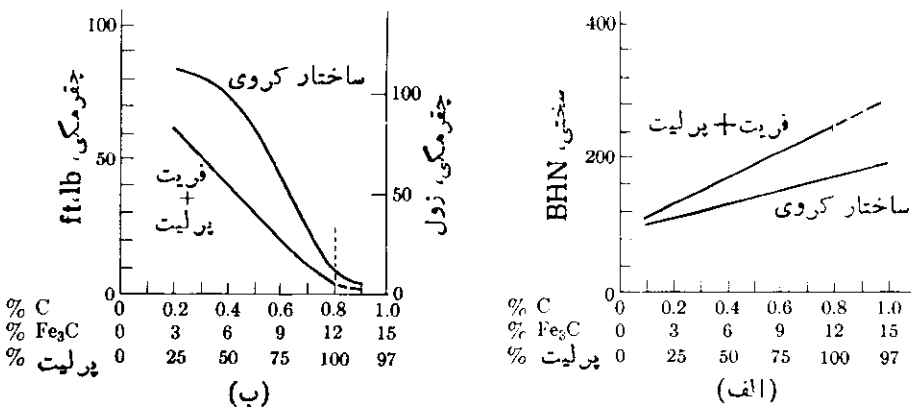 100
50
0
چقرمگی، ft.lb
ساختار کروی
فریت
+
پرلیت
100
50
0
چقرمگی، ژول
% C 0 0.2 0.4 0.6 0.8 1.0
% Fe₃C 0 3 6 9 12 15
% پرلیت 0 25 50 75 100 97
(ب)
400
200
0
سختی، BHN
فریت + پرلیت
ساختار کروی
% C 0 0.2 0.4 0.6 0.8 1.0
% Fe₃C 0 3 6 9 12 15
% پرلیت 0 25 50 75 100 97
(الف)